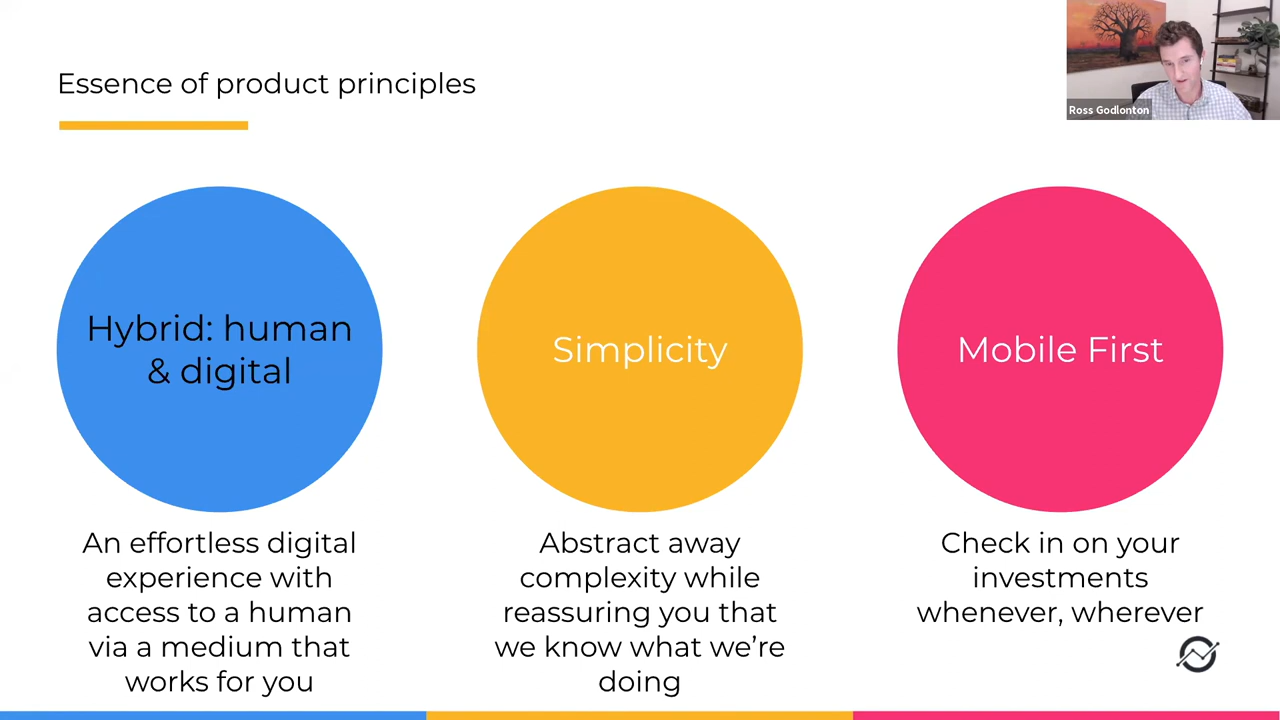 Essence of product principles
Ross Godlonton
Hybrid: human
& digital
Simplicity
Mobile First
An effortless digital
experience with
access to a human
via a medium that
works for you
Abstract away
complexity while
reassuring you that
we know what we're
doing
Check in on your
investments
whenever, wherever